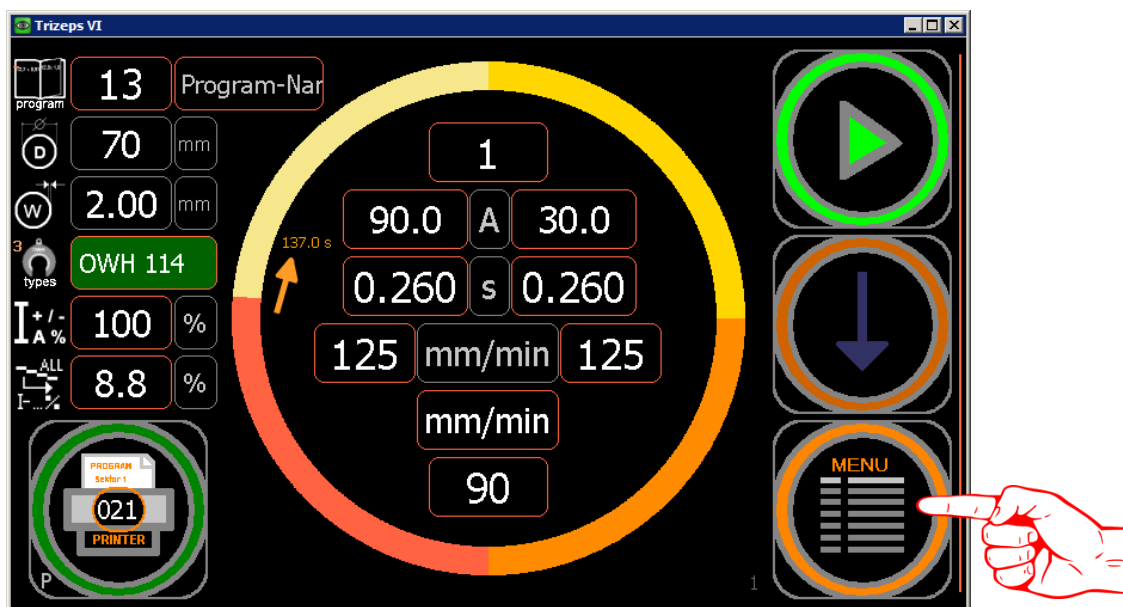 Trizeps VI
program
13
Program-Nar
D
70
mm
W
2.00
mm
3
types
OWH 114
I + / -
A %
100
%
ALL
I-...%
8.8
%
PROGRAM
Sektor 1
021
PRINTER
P
137.0 s
1
90.0 A 30.0
0.260 s 0.260
125 mm/min 125
mm/min
90
MENU
1